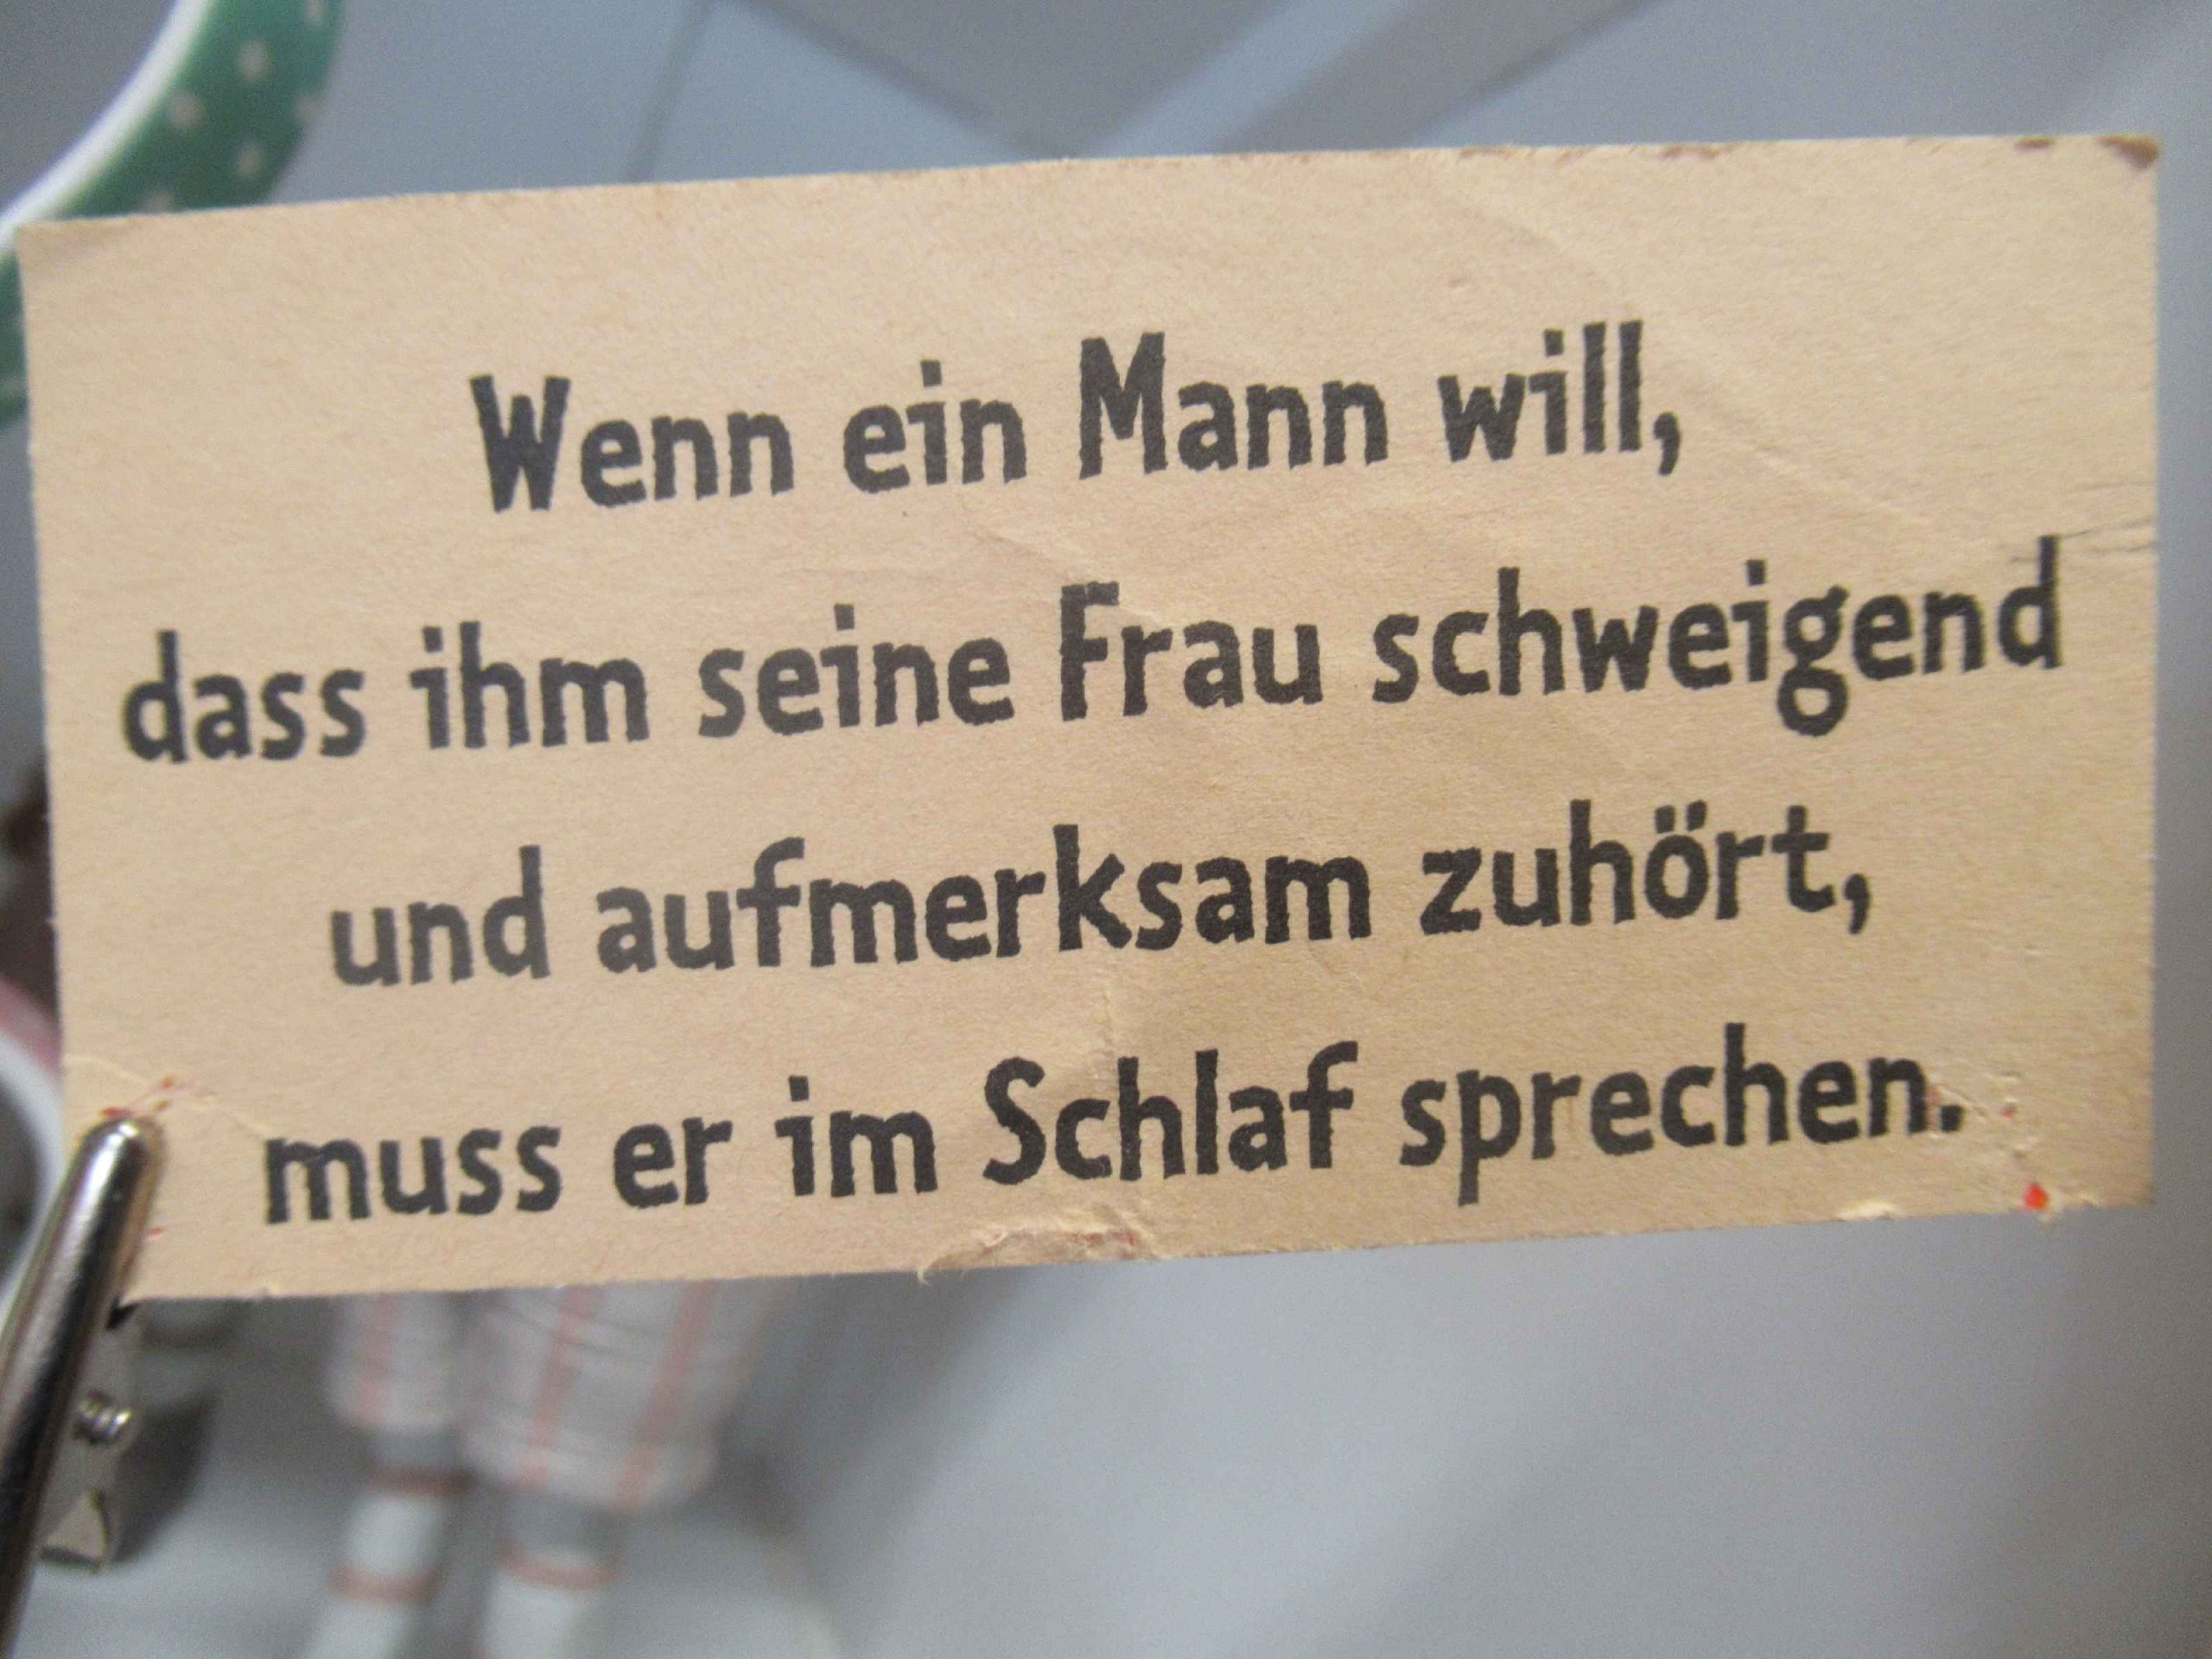 Wenn ein Mann will,
dass ihm seine Frau schweigend
und aufmerksam zuhört,
muss er im Schlaf sprechen.